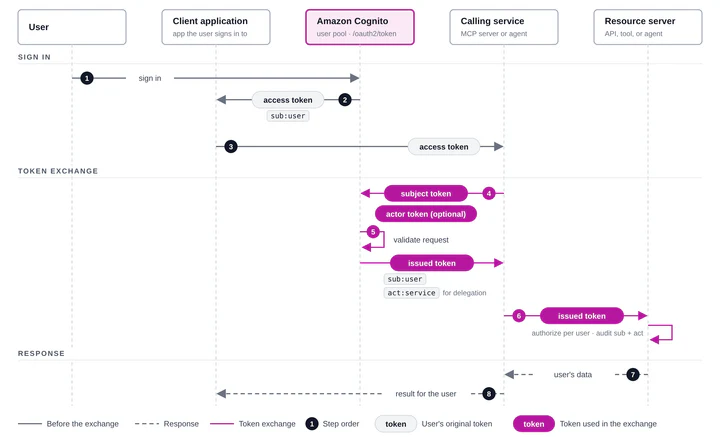 User
Client application
app the user signs in to
Amazon Cognito
user pool · /oauth2/token
Calling service
MCP server or agent
Resource server
API, tool, or agent
SIGN IN
1
sign in
access token
2
sub:user
3
access token
TOKEN EXCHANGE
subject token
4
actor token (optional)
5
validate request
issued token
sub:user
act:service for delegation
6
issued token
authorize per user · audit sub + act
RESPONSE
user's data
7
result for the user
8
Before the exchange
Response
Token exchange
1
Step order
token
User's original token
token
Token used in the exchange